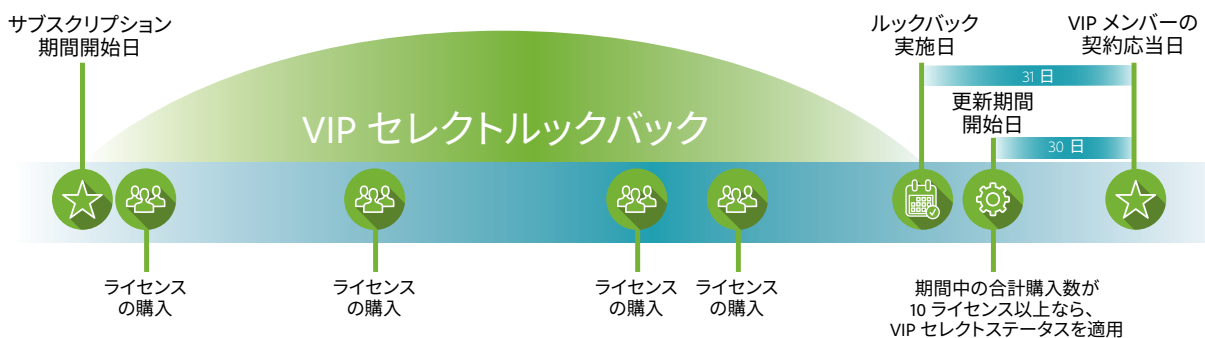 サブスクリプション
期間開始日
ルックバック
実施日
VIP メンバーの
契約応当日
31 日
更新期間
開始日
30 日
VIP セレクトルックバック
ライセンス
の購入
ライセンス
の購入
ライセンス
の購入
ライセンス
の購入
期間中の合計購入数が
10 ライセンス以上なら、
VIP セレクトステータスを適用